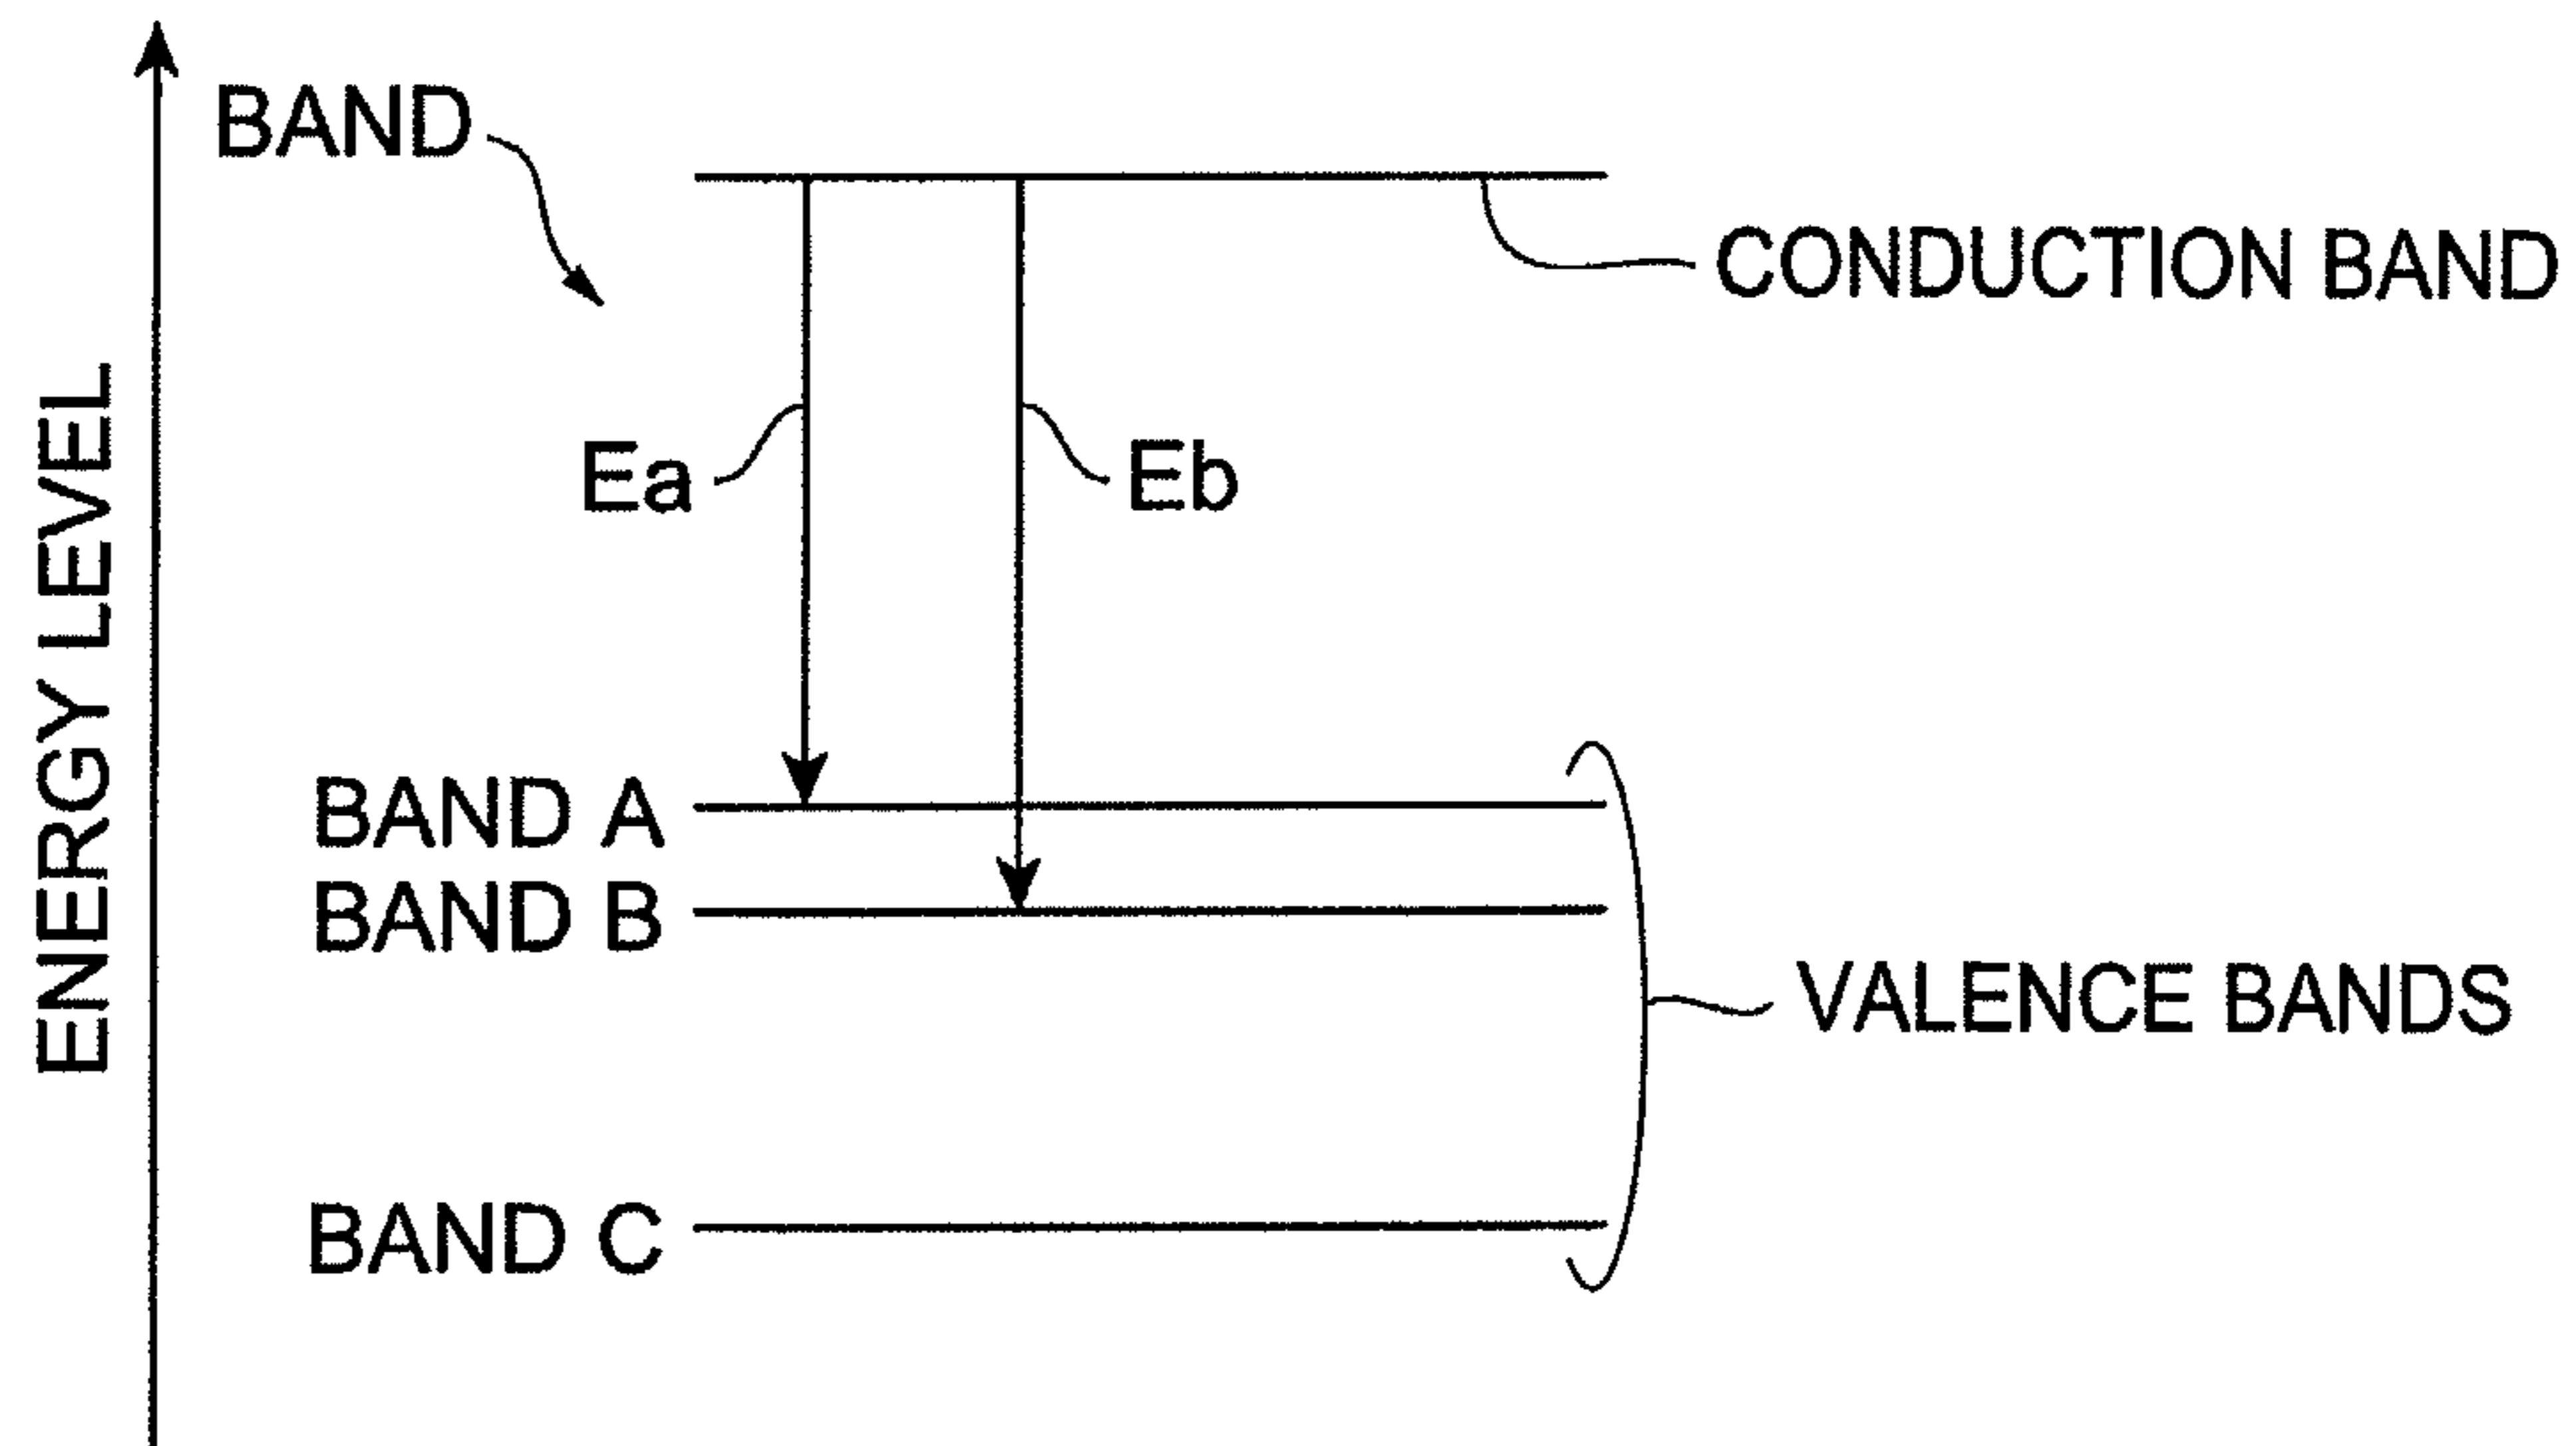 BAND
CONDUCTION BAND
Ea
Eb
ENERGY LEVEL
BAND A
BAND B
VALENCE BANDS
BAND C